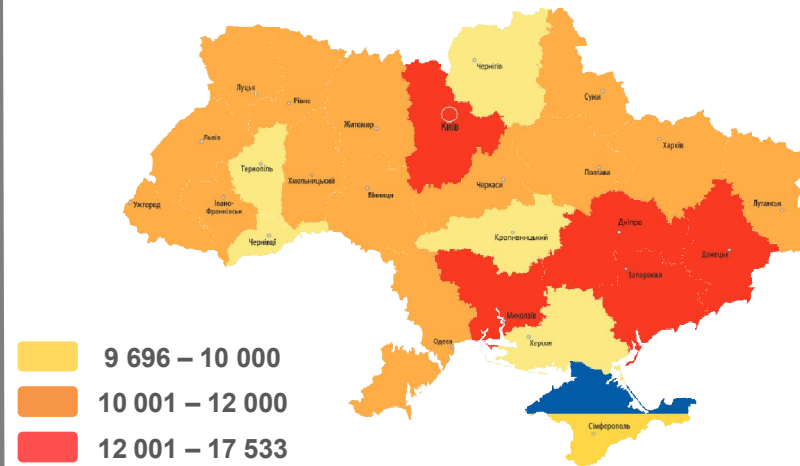 Чернігів
Луцьк
Рівне
Суми
Київ
Житомир
Львів
Харків
Тернопіль
Хмельницький
Полтава
Черкаси
Вінниця
Ужгород
Івано-
Франківськ
Луганськ
Чернівці
Кропивницький
Дніпро
Донецьк
Запоріжжя
Миколаїв
Одеса
Херсон
Сімферополь
9 696 – 10 000
10 001 – 12 000
12 001 – 17 533